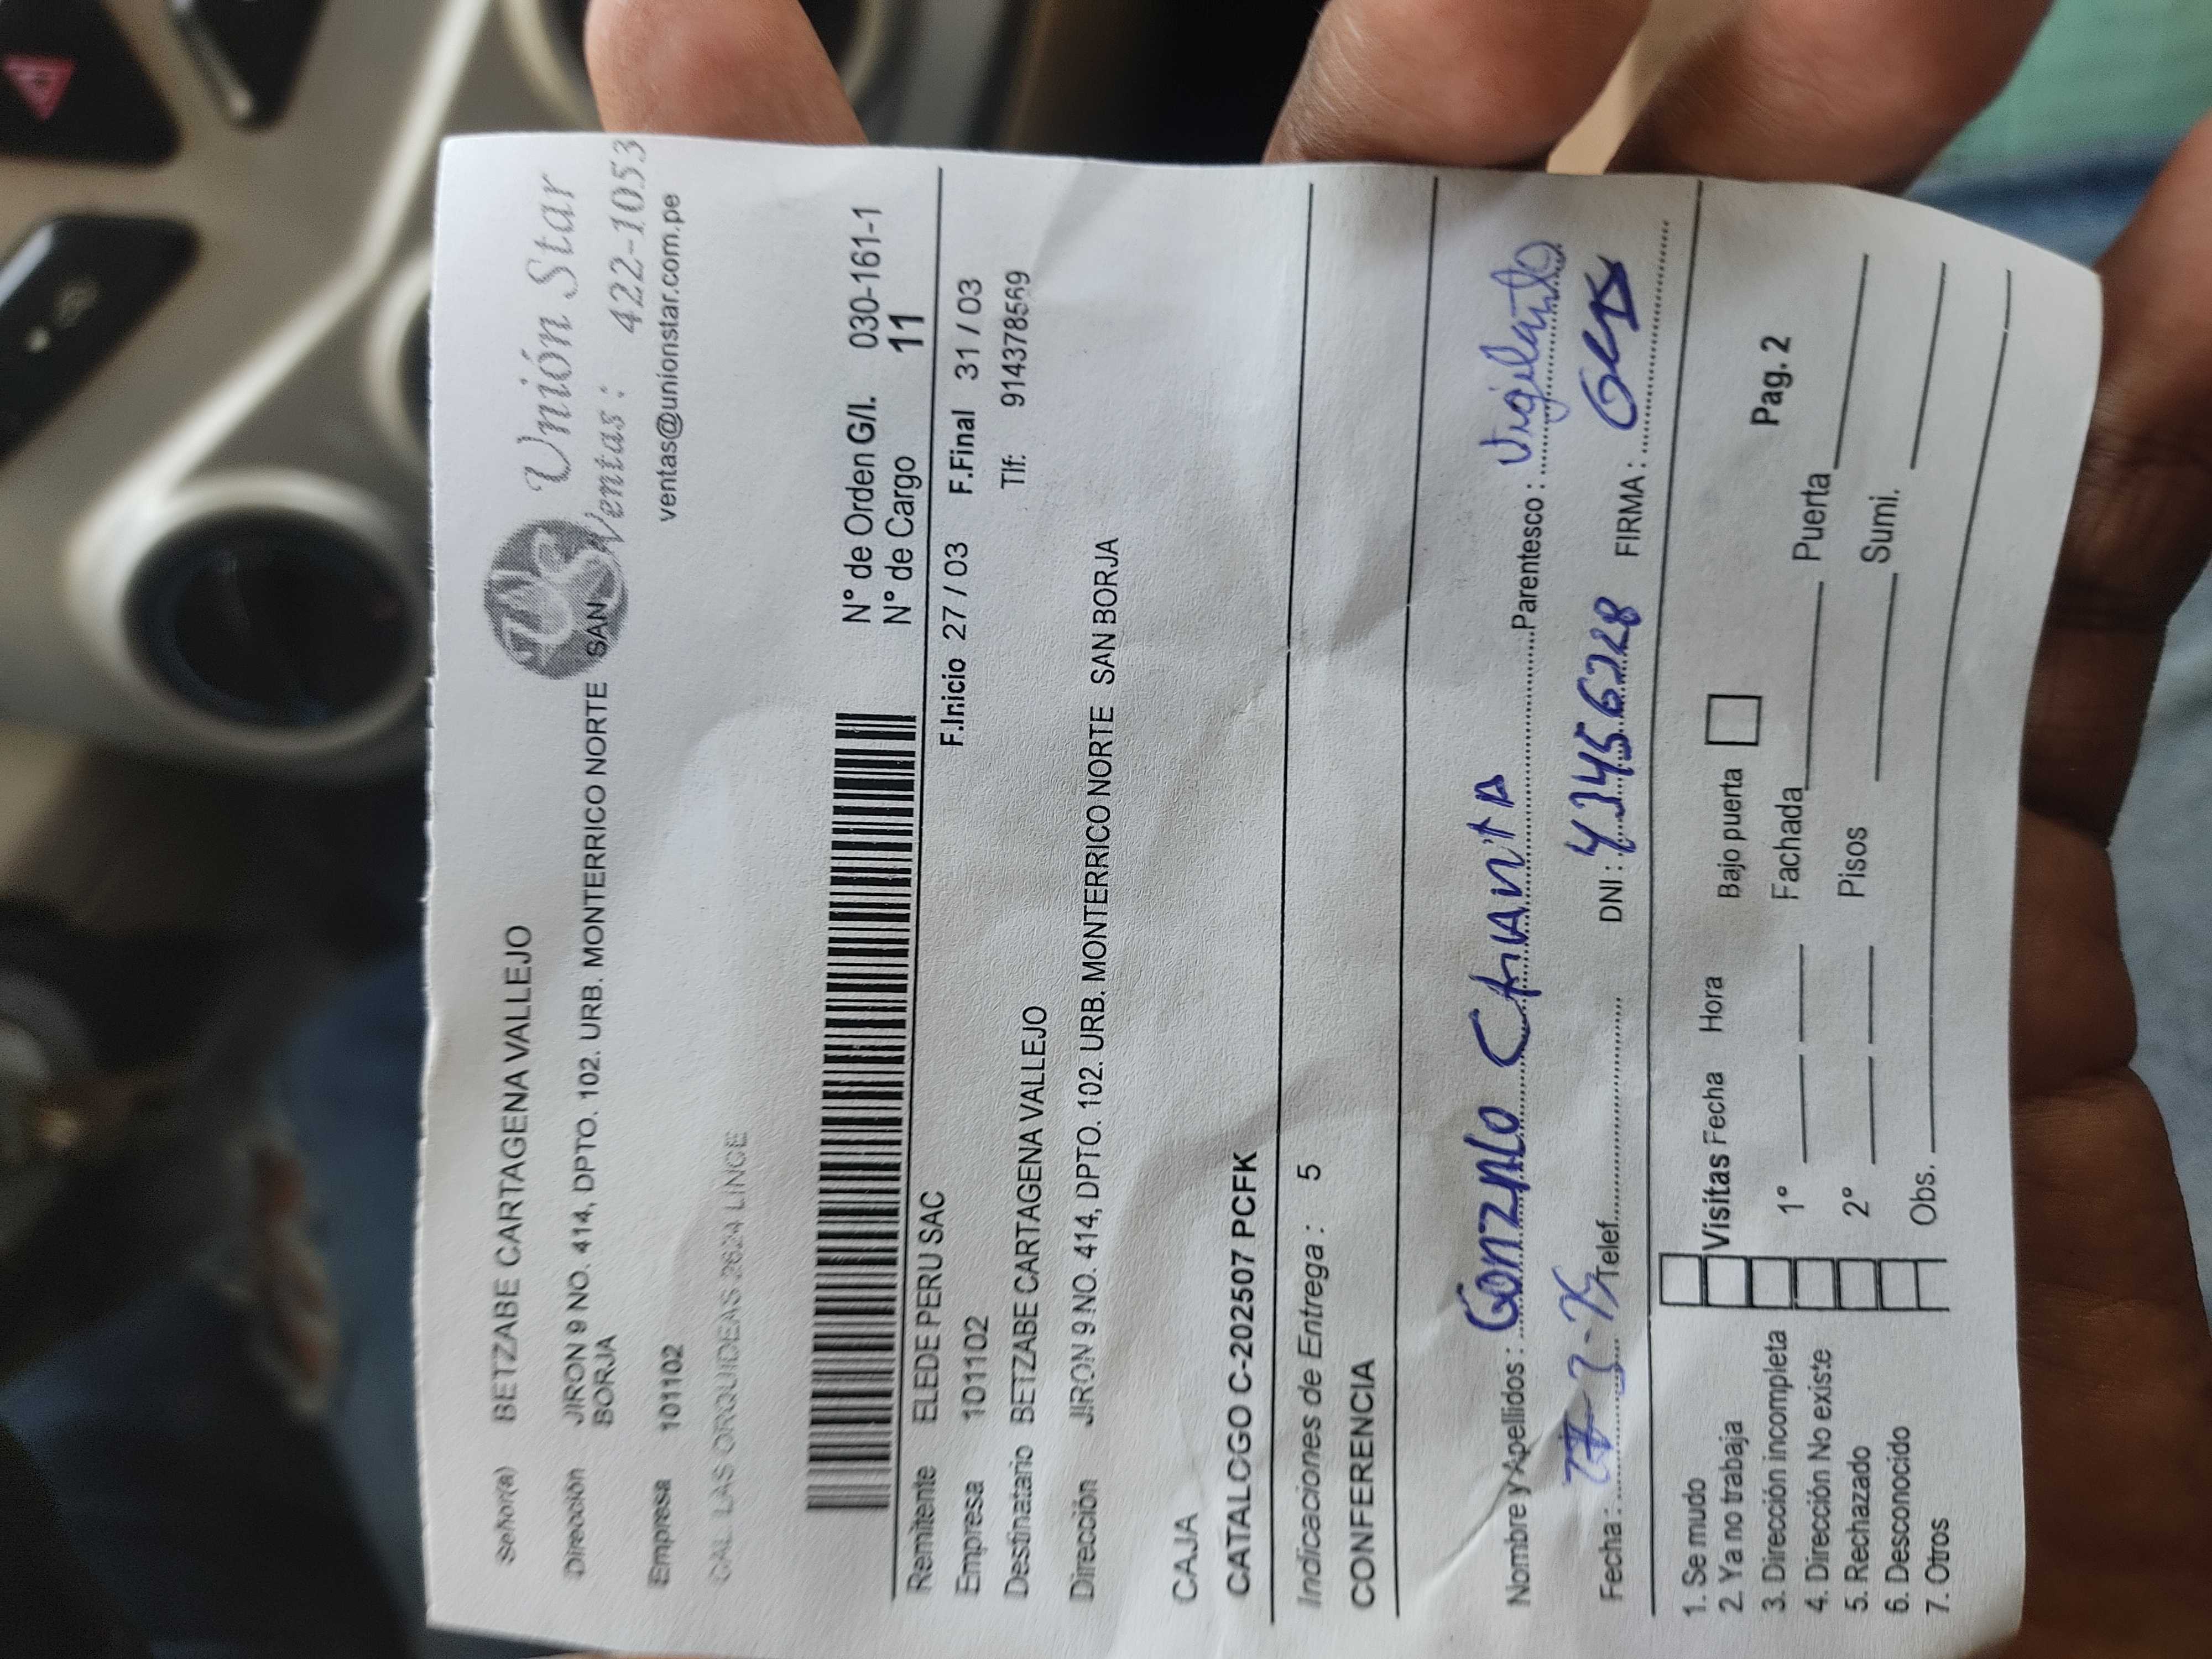 Unión Star
Ventas: 422-1053
ventas@unionstar.com.pe
Señor(a) BETZABE CARTAGENA VALLEJO
Dirección JIRON 9 NO. 414, DPTO. 102. URB. MONTERRICO NORTE SAN
BORJA
Empresa 101102
CAL. LAS ORQUIDEAS 2624 LINCE
N° de Orden G/I. 030-161-1
N° de Cargo 11
Remitente ELEDE PERU SAC
F.Inicio 27 / 03 F.Final 31 / 03
Empresa 101102
Tlf: 914378569
Destinatario BETZABE CARTAGENA VALLEJO
Dirección JIRON 9 NO. 414, DPTO. 102. URB. MONTERRICO NORTE SAN BORJA
CAJA
CATALOGO C-202507 PCFK
Indicaciones de Entrega : 5
CONFERENCIA
Nombre y Apellidos : Gonzalo Chanta Parentesco : Vigilante
Fecha : 27-3-25 Telef. DNI : FIRMA :
1. Se mudo
2. Ya no trabaja
3. Dirección incompleta
4. Dirección No existe
5. Rechazado
6. Desconocido
7. Otros
Visitas Fecha Hora Bajo puerta Pag. 2
1° Fachada Puerta
2° Pisos Sumi.
Obs.